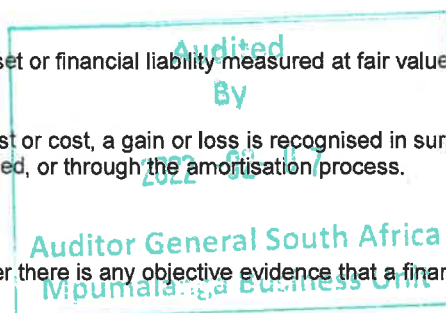 Audited
set or financial liability measured at fair value
By
st or cost, a gain or loss is recognised in sur
ed, or through the amortisation process.
2022
Auditor General South Africa
er there is any objective evidence that a finan
Mpumalanga Business Unit